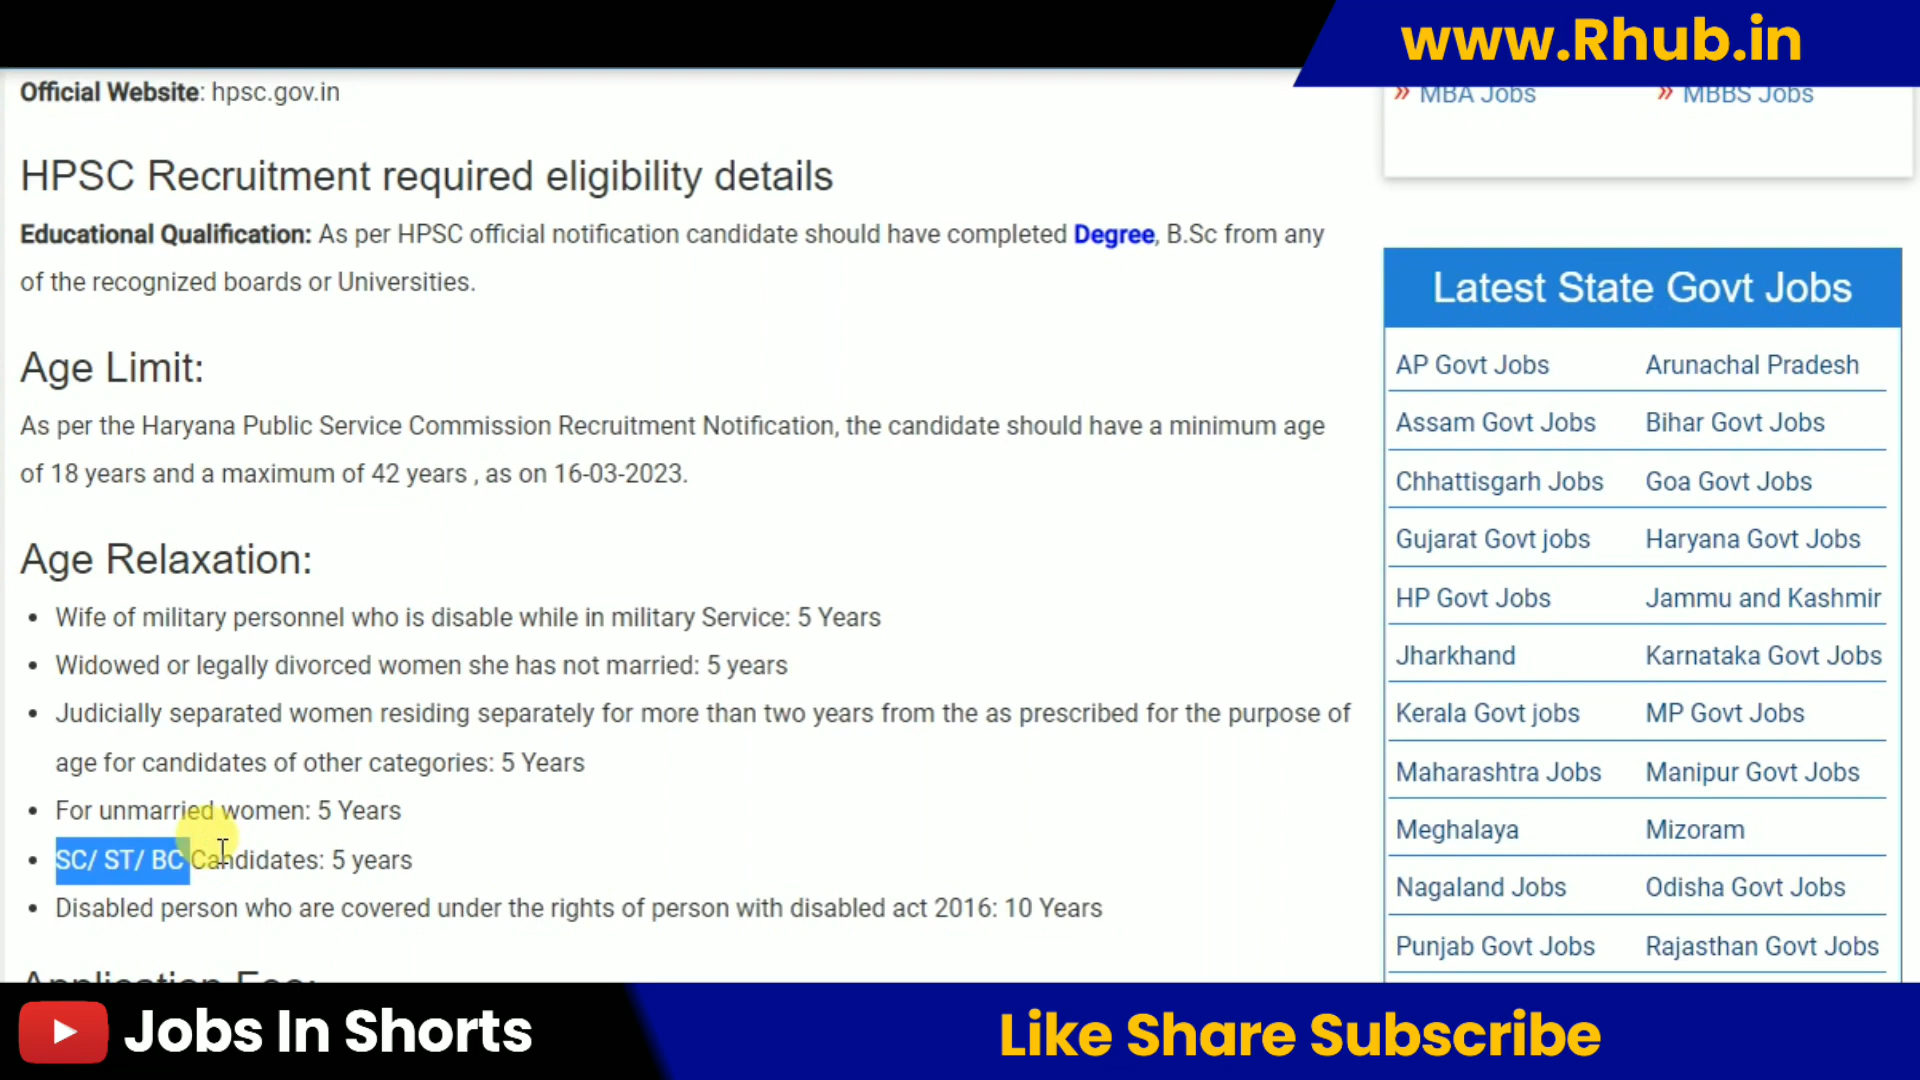 www.Rhub.in
Official Website: hpsc.gov.in
» MBA Jobs » MBBS Jobs
HPSC Recruitment required eligibility details
Educational Qualification: As per HPSC official notification candidate should have completed Degree, B.Sc from any
of the recognized boards or Universities.
Age Limit:
As per the Haryana Public Service Commission Recruitment Notification, the candidate should have a minimum age
of 18 years and a maximum of 42 years , as on 16-03-2023.
Age Relaxation:
• Wife of military personnel who is disable while in military Service: 5 Years
• Widowed or legally divorced women she has not married: 5 years
• Judicially separated women residing separately for more than two years from the as prescribed for the purpose of
age for candidates of other categories: 5 Years
• For unmarried women: 5 Years
• SC/ ST/ BC Candidates: 5 years
• Disabled person who are covered under the rights of person with disabled act 2016: 10 Years
Application Fee:
Latest State Govt Jobs
AP Govt Jobs Arunachal Pradesh
Assam Govt Jobs Bihar Govt Jobs
Chhattisgarh Jobs Goa Govt Jobs
Gujarat Govt jobs Haryana Govt Jobs
HP Govt Jobs Jammu and Kashmir
Jharkhand Karnataka Govt Jobs
Kerala Govt jobs MP Govt Jobs
Maharashtra Jobs Manipur Govt Jobs
Meghalaya Mizoram
Nagaland Jobs Odisha Govt Jobs
Punjab Govt Jobs Rajasthan Govt Jobs
Jobs In Shorts
Like Share Subscribe